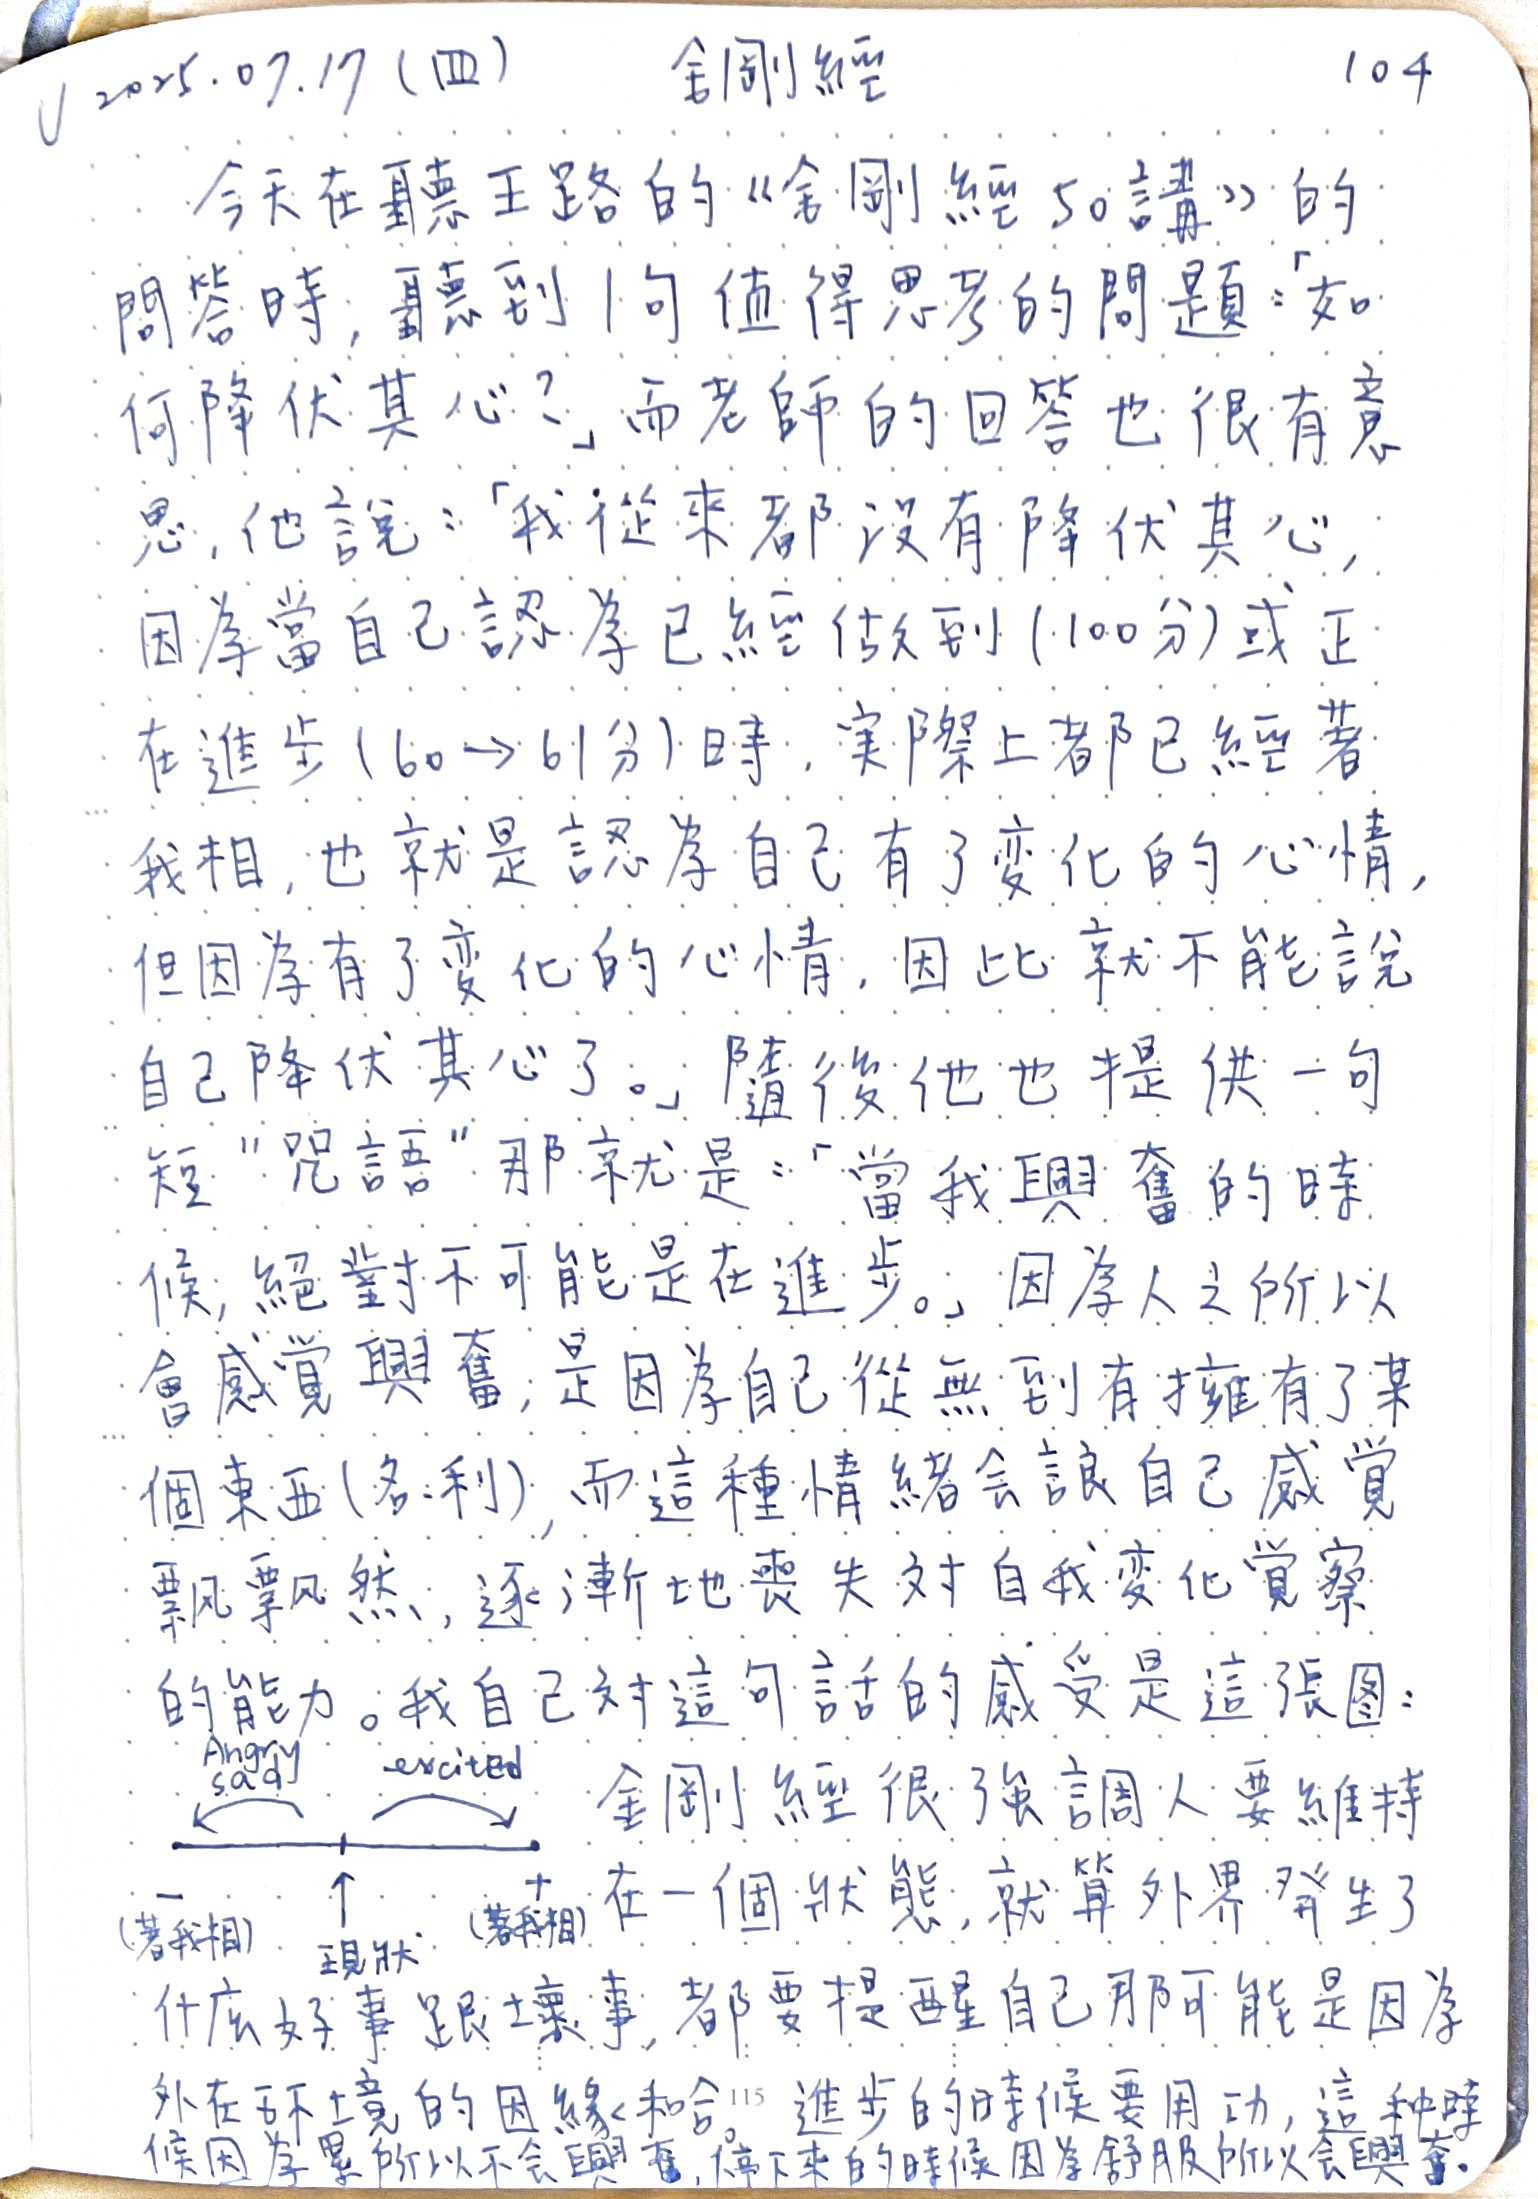 2025.07.17 (四) 金剛經 104
今天在聽王路的《金剛經50講》的
問答時,聽到1句值得思考的問題:「如
何降伏其心?」而老師的回答也很有意
思,他說:「我從來都沒有降伏其心,
因為當自己認為已經做到(100分)或正
在進步(60→61分)時,実際上都已經著
我相,也就是認為自己有了変化的心情,
但因為有了变化的心情,因此就不能說
自己降伏其心了。」隨後他也提供一句
短"咒語"那就是:「當我興奮的時
候,絕對不可能是在進步。」因為人之所以
會感覚興奮,是因為自己從無到有擁有了某
個東西(名.利),而這種情緒会讓自己感覚
飄飄然,逐漸地喪失対自我变化覚察
的能力。我自己対這句話的感受是這張图:
Angry
sad
excited
金剛經很強調人要維持
- +
在一個狀態,就算外界発生了
(著我相) ↑ (著我相)
現狀
什広好事跟壞事,都要提醒自己那可能是因為
外在环境的因緣和合。進步的時候要用功,這种時
115
候因為累所以不会興奮,停下來的時候因為舒服所以会興奮.